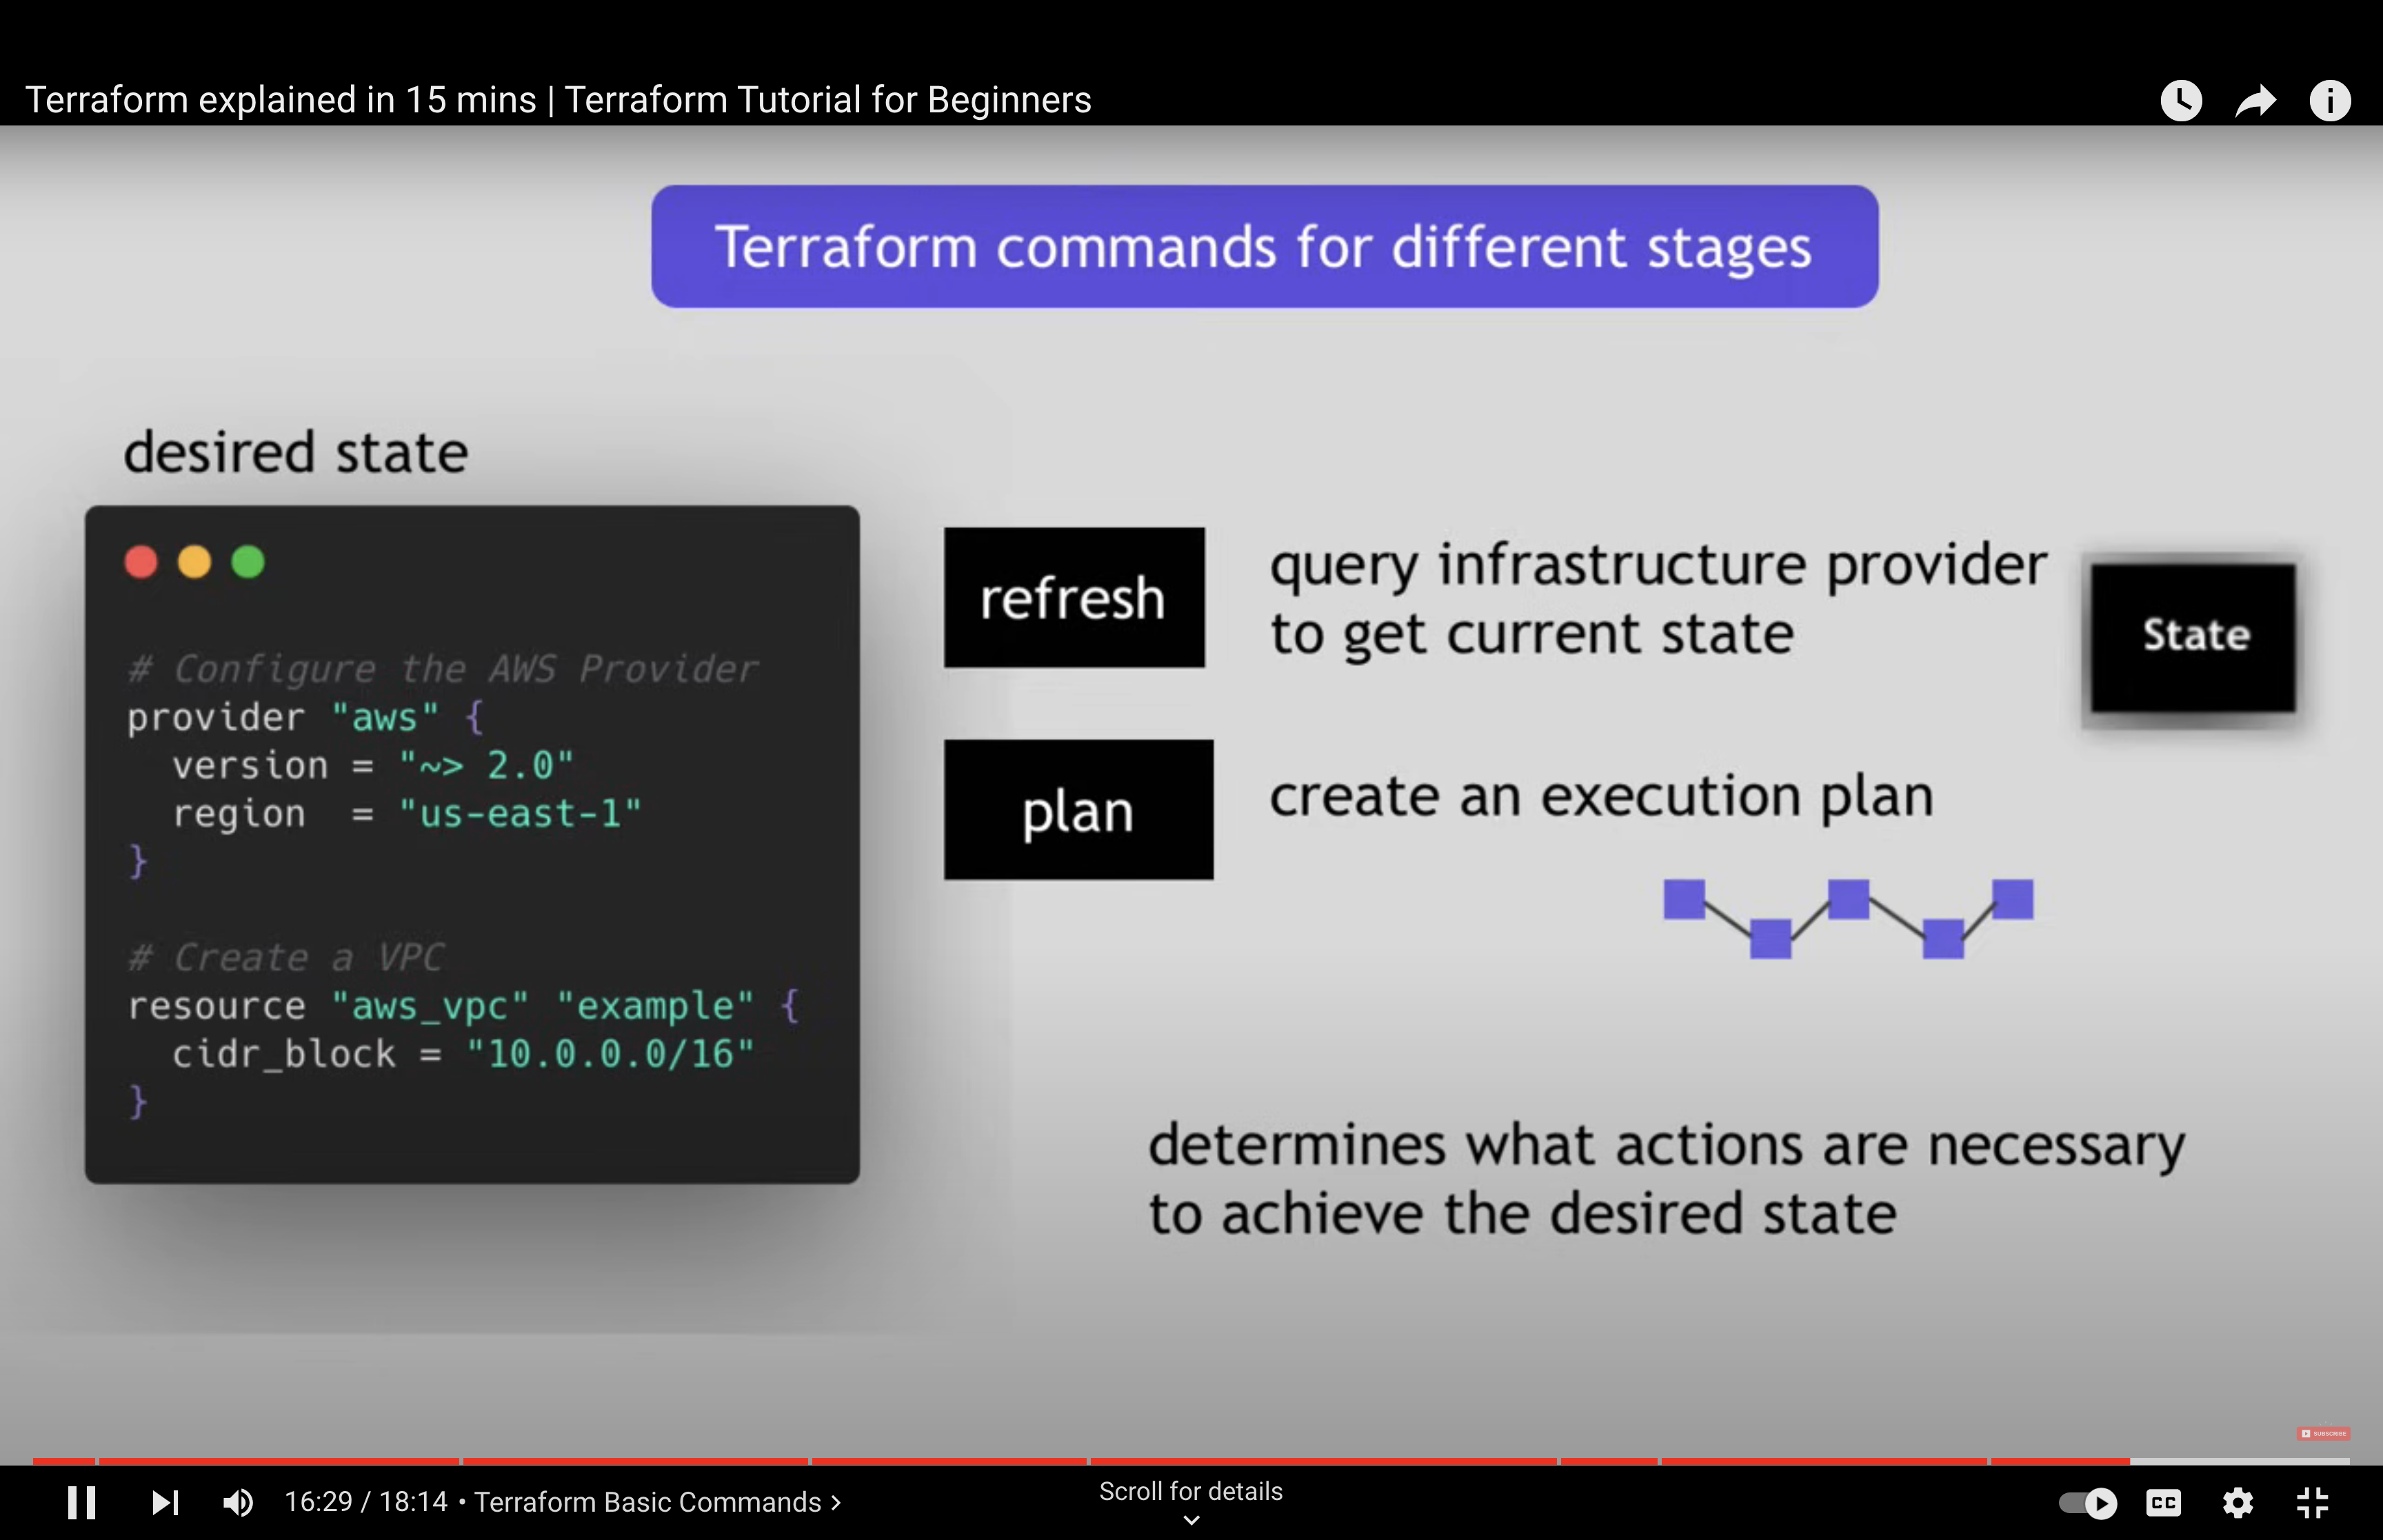 Terraform explained in 15 mins | Terraform Tutorial for Beginners
Terraform commands for different stages
desired state
# Configure the AWS Provider
provider "aws" {
  version = "~> 2.0"
  region  = "us-east-1"
}
# Create a VPC
resource "aws_vpc" "example" {
  cidr_block = "10.0.0.0/16"
}
refresh
query infrastructure provider
to get current state
State
plan
create an execution plan
determines what actions are necessary
to achieve the desired state
SUBSCRIBE
16:29 / 18:14 • Terraform Basic Commands >
Scroll for details
CC